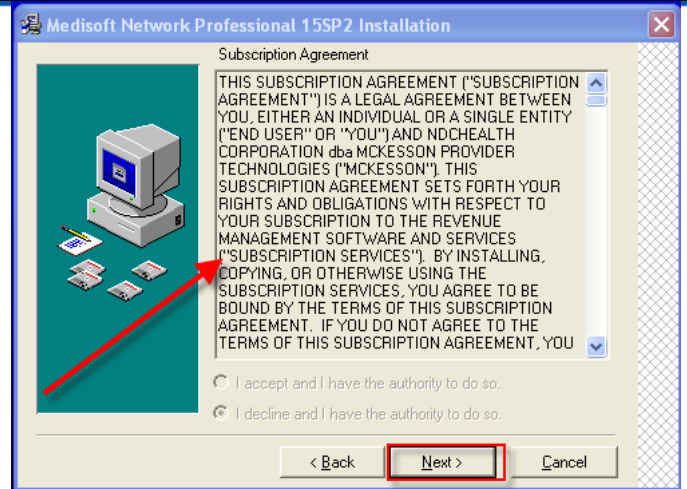 Medisoft Network Professional 15SP2 Installation
Subscription Agreement
THIS SUBSCRIPTION AGREEMENT ("SUBSCRIPTION
AGREEMENT") IS A LEGAL AGREEMENT BETWEEN
YOU, EITHER AN INDIVIDUAL OR A SINGLE ENTITY
("END USER" OR "YOU") AND NDCHEALTH
CORPORATION dba MCKESSON PROVIDER
TECHNOLOGIES ("MCKESSON"). THIS
SUBSCRIPTION AGREEMENT SETS FORTH YOUR
RIGHTS AND OBLIGATIONS WITH RESPECT TO
YOUR SUBSCRIPTION TO THE REVENUE
MANAGEMENT SOFTWARE AND SERVICES
("SUBSCRIPTION SERVICES"). BY INSTALLING,
COPYING, OR OTHERWISE USING THE
SUBSCRIPTION SERVICES, YOU AGREE TO BE
BOUND BY THE TERMS OF THIS SUBSCRIPTION
AGREEMENT. IF YOU DO NOT AGREE TO THE
TERMS OF THIS SUBSCRIPTION AGREEMENT, YOU
I accept and I have the authority to do so.
I decline and I have the authority to do so.
< Back Next > Cancel